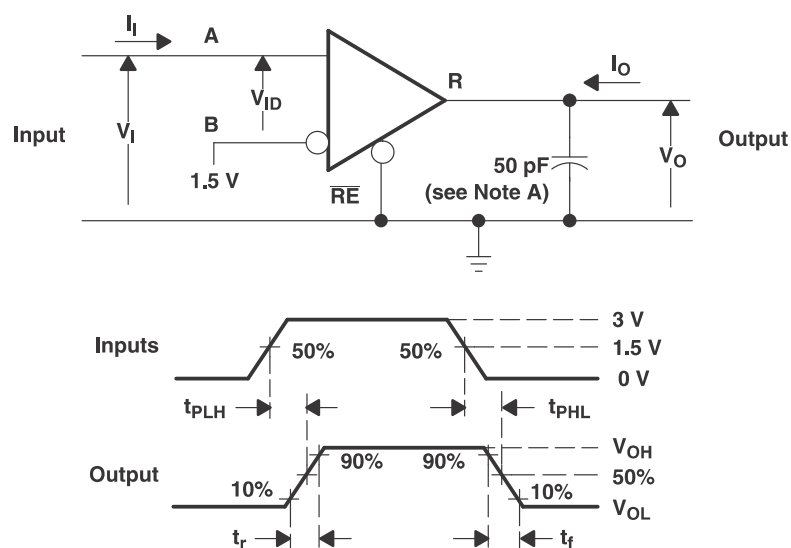 I_I
A
R
I_O
V_ID
Input
V_I
B
1.5 V
R̅E̅
50 pF
(see Note A)
V_O
Output
Inputs
50%
50%
3 V
1.5 V
0 V
t_PLH
t_PHL
Output
10%
90%
90%
10%
V_OH
50%
V_OL
t_r
t_f